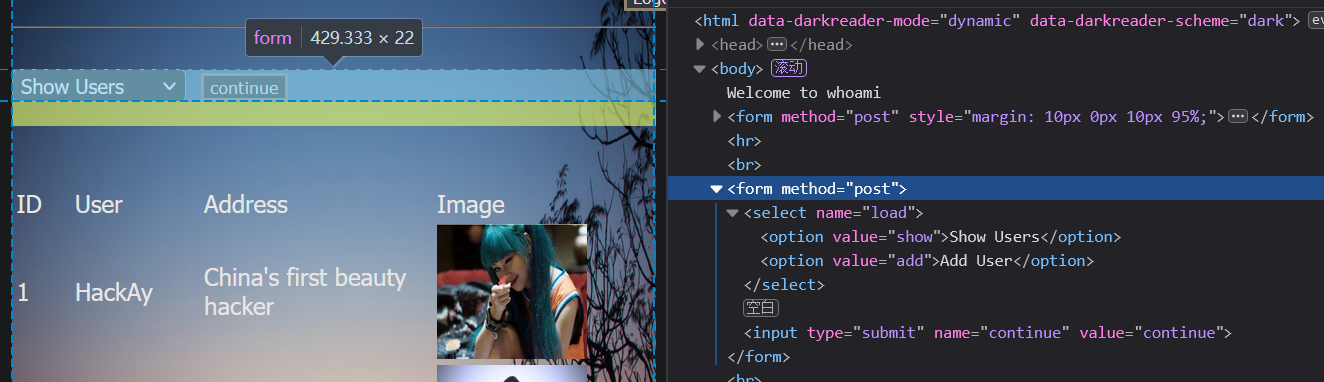 form 429.333 × 22
Show Users
continue
ID User Address Image
1 HackAy China's first beauty
hacker
<html data-darkreader-mode="dynamic" data-darkreader-scheme="dark">
<head> ••• </head>
<body> 滚动
Welcome to whoami
<form method="post" style="margin: 10px 0px 10px 95%;"> ••• </form>
<hr>
<br>
<form method="post">
<select name="load">
<option value="show">Show Users</option>
<option value="add">Add User</option>
</select>
空白
<input type="submit" name="continue" value="continue">
</form>